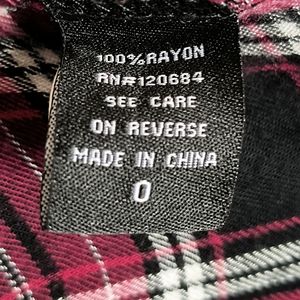 100%RAYON
RN#120684
SEE CARE
ON REVERSE
MADE IN CHINA
0